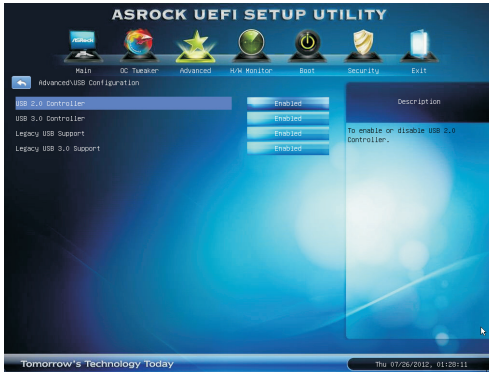 ASROCK UEFI SETUP UTILITY
ASRock
Main OC Tweaker Advanced H/W Monitor Boot Security Exit
Advanced\USB Configuration
USB 2.0 Controller Enabled
USB 3.0 Controller Enabled
Legacy USB Support Enabled
Legacy USB 3.0 Support Enabled
Description
To enable or disable USB 2.0
Controller.
Tomorrow's Technology Today
Thu 07/26/2012, 01:28:11